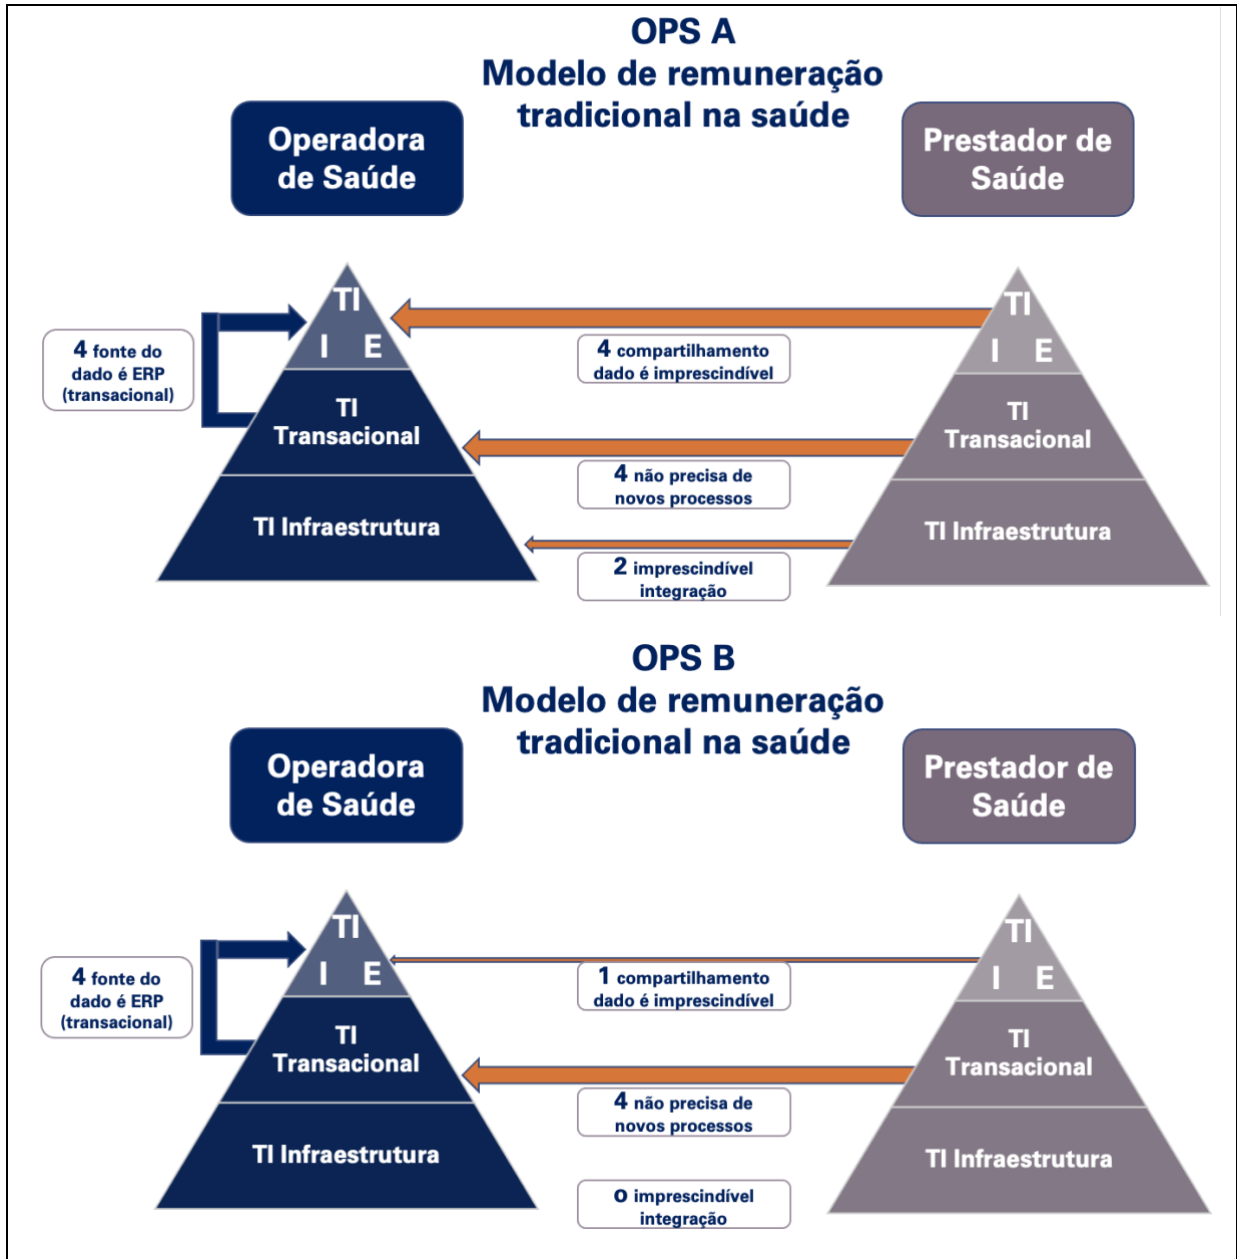 OPS A
Modelo de remuneração
tradicional na saúde
Operadora
de Saúde
Prestador de
Saúde
TI
I E
TI
Transacional
TI Infraestrutura
4 fonte do
dado é ERP
(transacional)
4 compartilhamento
dado é imprescindível
4 não precisa de
novos processos
2 imprescindível
integração
TI
I E
TI
Transacional
TI Infraestrutura
OPS B
Modelo de remuneração
tradicional na saúde
Operadora
de Saúde
Prestador de
Saúde
TI
I E
TI
Transacional
TI Infraestrutura
4 fonte do
dado é ERP
(transacional)
1 compartilhamento
dado é imprescindível
4 não precisa de
novos processos
0 imprescindível
integração
TI
I E
TI
Transacional
TI Infraestrutura